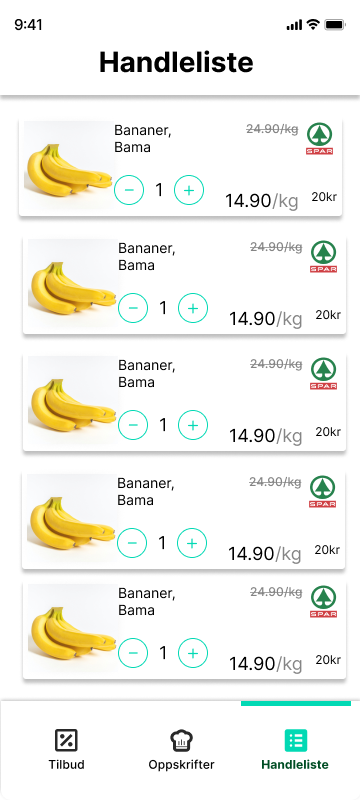 9:41
Handleliste
Bananer,
Bama
24.90/kg
SPAR
1
14.90/kg
20kr
Bananer,
Bama
24.90/kg
SPAR
1
14.90/kg
20kr
Bananer,
Bama
24.90/kg
SPAR
1
14.90/kg
20kr
Bananer,
Bama
24.90/kg
SPAR
1
14.90/kg
20kr
Bananer,
Bama
24.90/kg
SPAR
1
14.90/kg
20kr
Tilbud
Oppskrifter
Handleliste